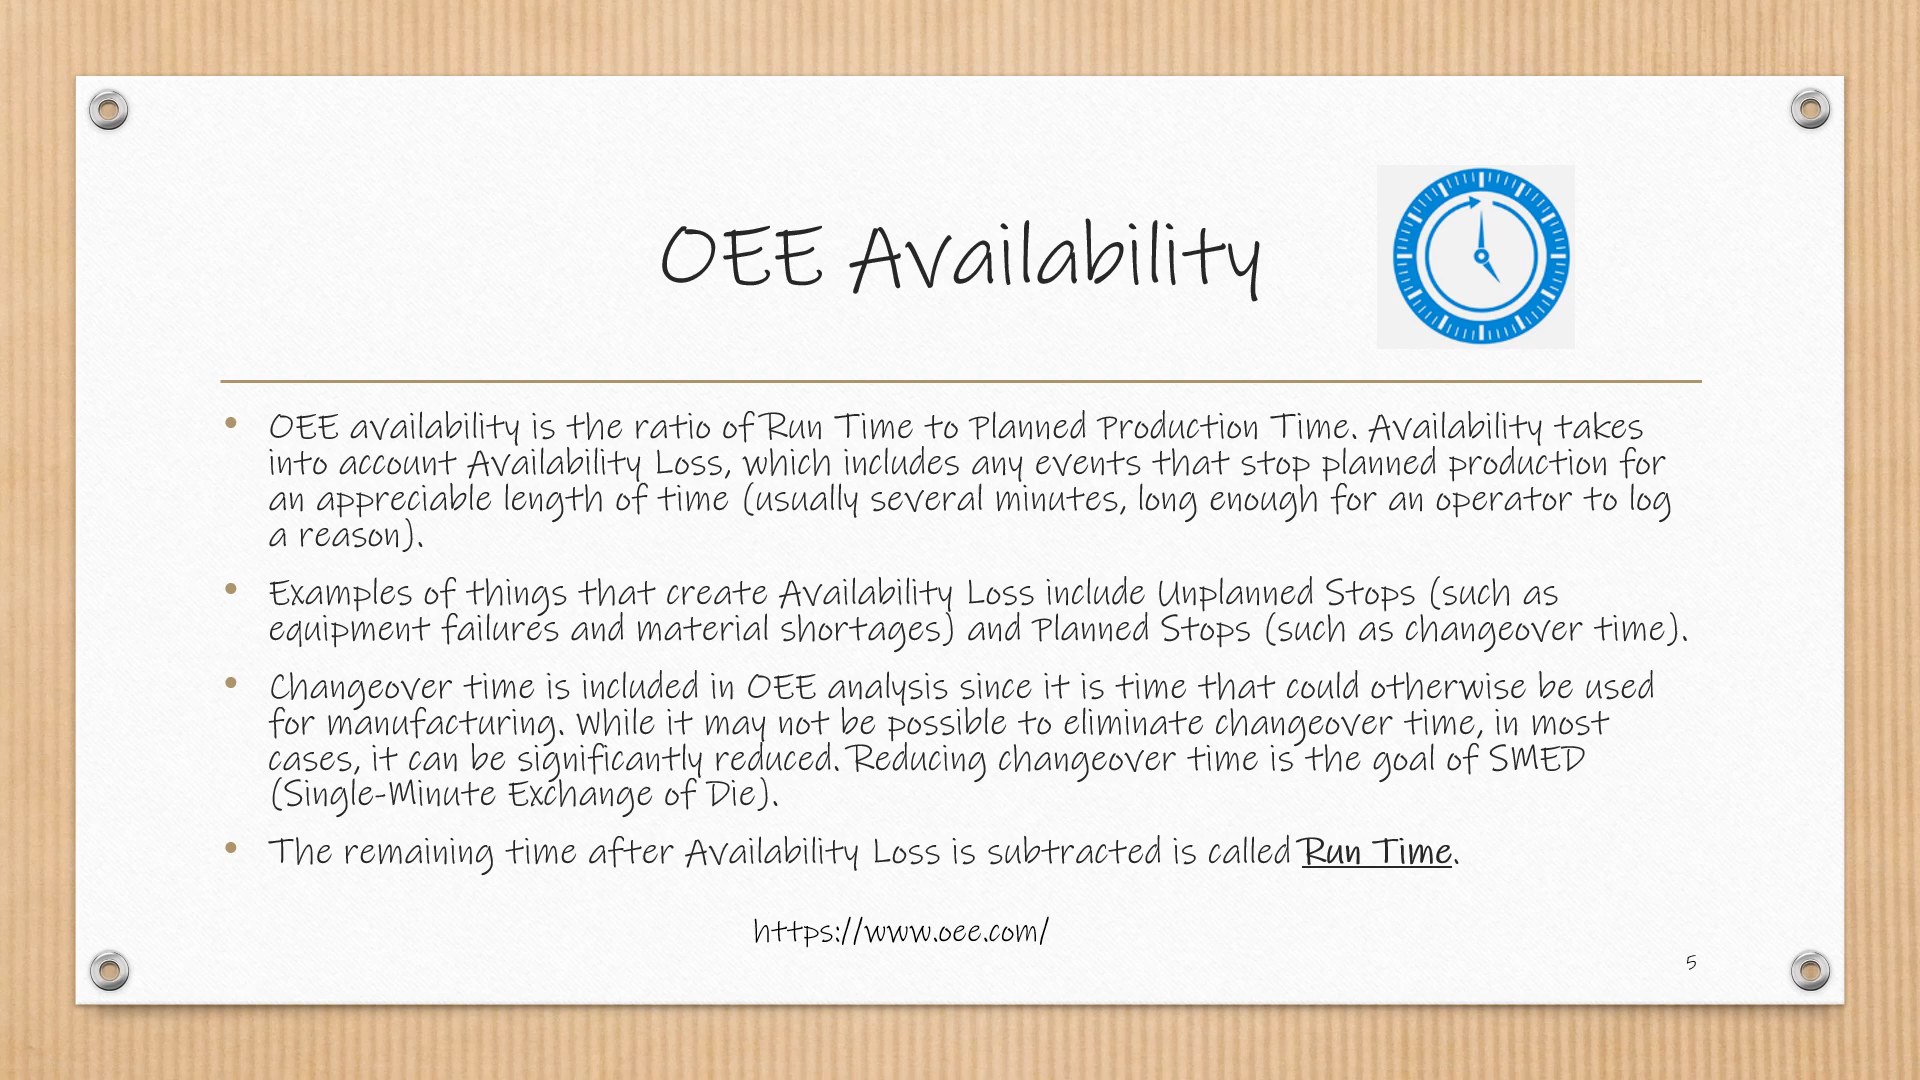 OEE Availability
• OEE availability is the ratio of Run Time to Planned Production Time. Availability takes
into account Availability Loss, which includes any events that stop planned production for
an appreciable length of time (usually several minutes, long enough for an operator to log
a reason).
• Examples of things that create Availability Loss include Unplanned Stops (such as
equipment failures and material shortages) and Planned Stops (such as changeover time).
• Changeover time is included in OEE analysis since it is time that could otherwise be used
for manufacturing. While it may not be possible to eliminate changeover time, in most
cases, it can be significantly reduced. Reducing changeover time is the goal of SMED
(Single-Minute Exchange of Die).
• The remaining time after Availability Loss is subtracted is called Run Time.
https://www.oee.com/
5